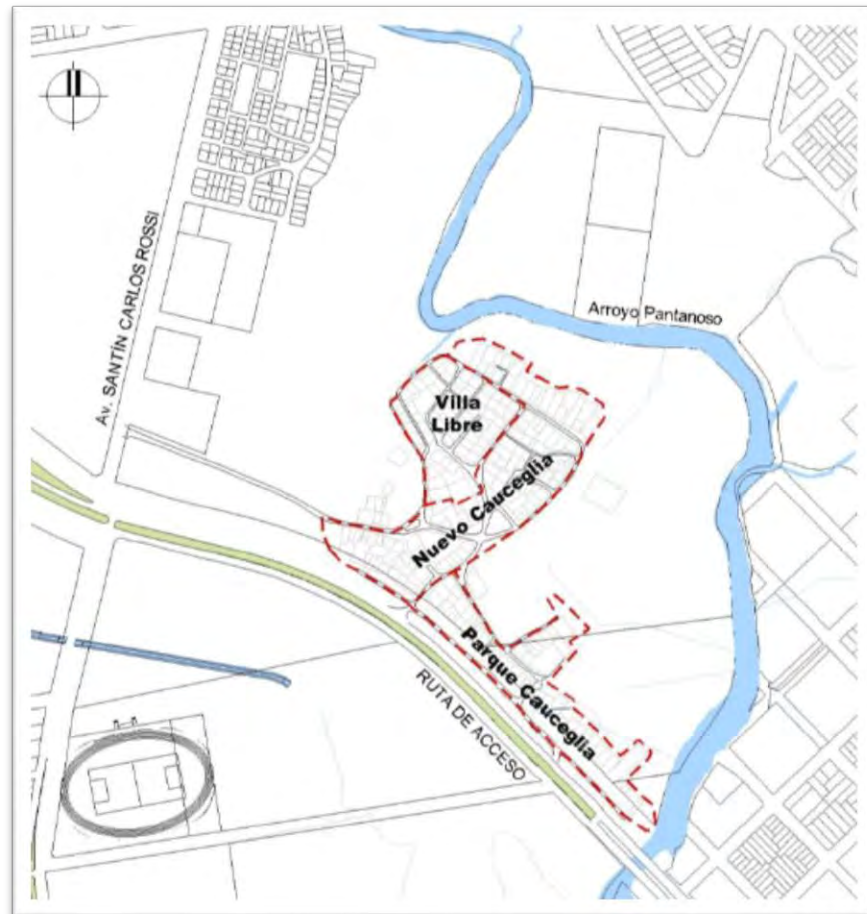 Av. SANTÍN CARLOS ROSSI
Arroyo Pantanoso
Villa
Libre
Nuevo Cauceglia
Parque Cauceglia
RUTA DE ACCESO